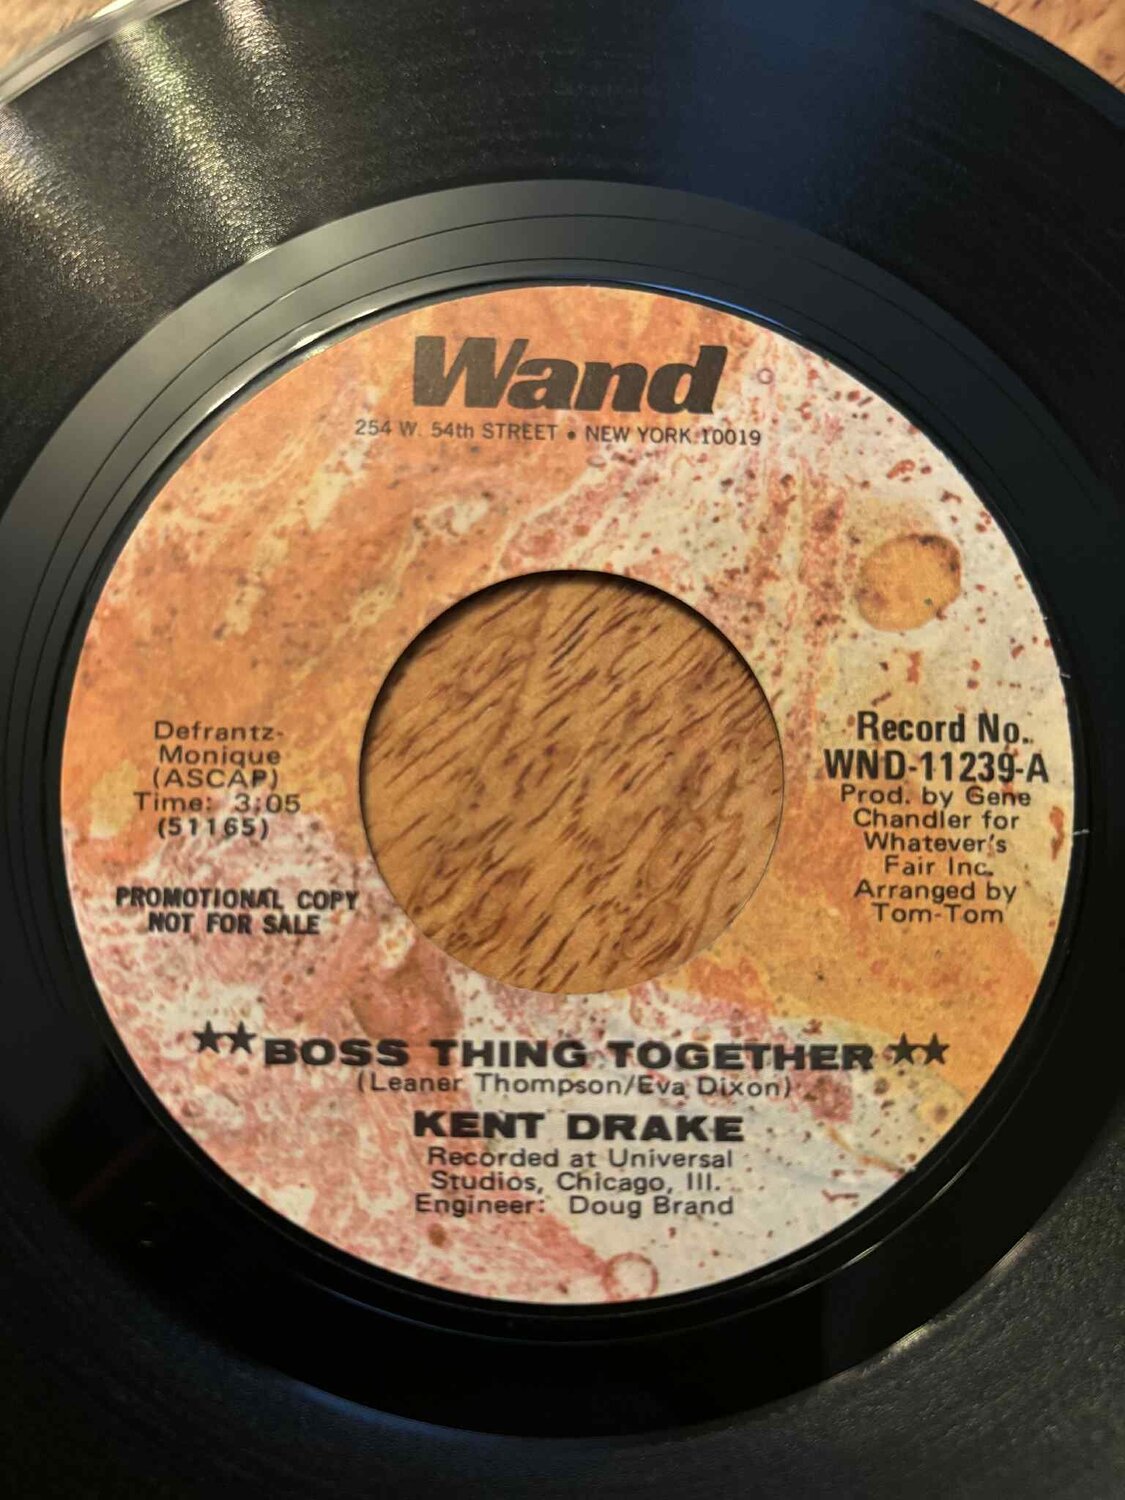 Wand
254 W. 54th STREET • NEW YORK 10019
Defrantz-
Monique
(ASCAP)
Time: 3:05
(51165)
PROMOTIONAL COPY
NOT FOR SALE
Record No.
WND-11239-A
Prod. by Gene
Chandler for
Whatever's
Fair Inc.
Arranged by
Tom-Tom
★★BOSS THING TOGETHER★★
(Leaner Thompson/Eva Dixon)
KENT DRAKE
Recorded at Universal
Studios, Chicago, Ill.
Engineer: Doug Brand